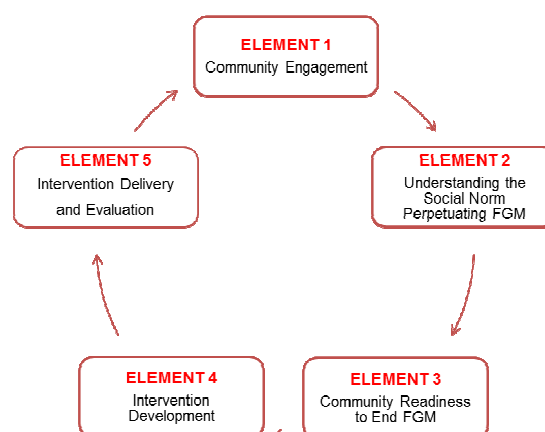 ELEMENT 1
Community Engagement
ELEMENT 2
Understanding the
Social Norm
Perpetuating FGM
ELEMENT 3
Community Readiness
to End FGM
ELEMENT 4
Intervention
Development
ELEMENT 5
Intervention Delivery
and Evaluation